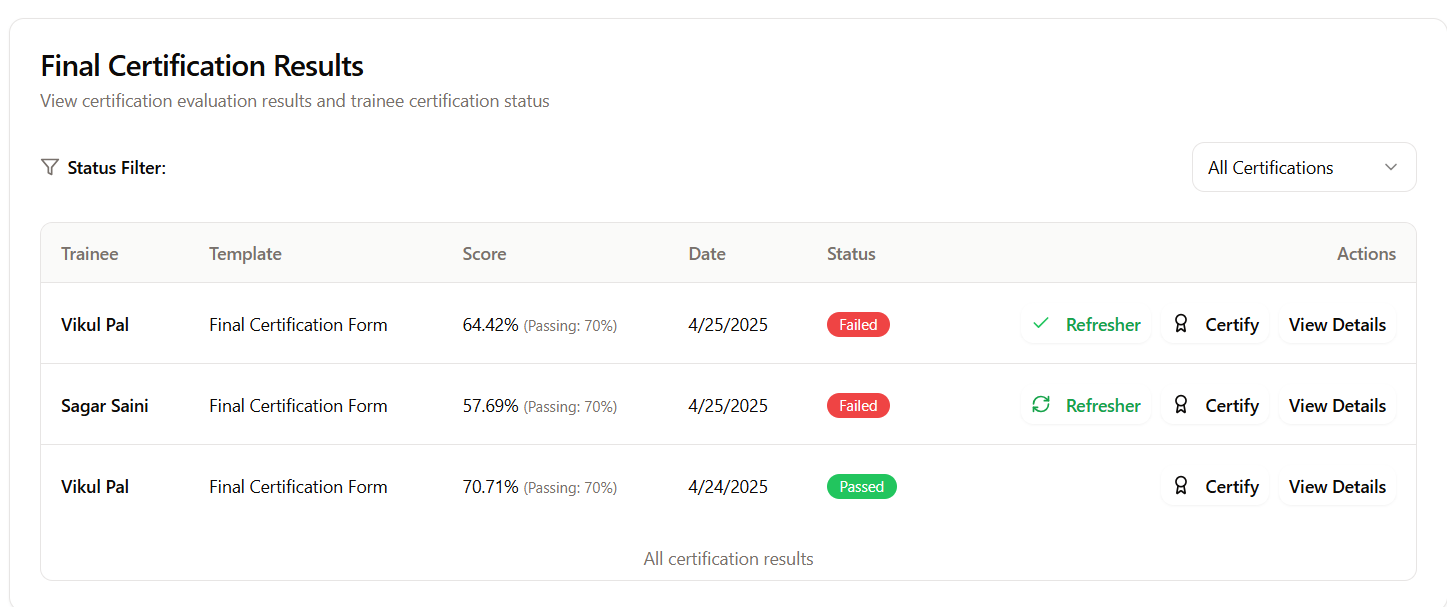 Final Certification Results
View certification evaluation results and trainee certification status
Status Filter:
All Certifications
Trainee Template Score Date Status Actions
Vikul Pal Final Certification Form 64.42% (Passing: 70%) 4/25/2025 Failed Refresher Certify View Details
Sagar Saini Final Certification Form 57.69% (Passing: 70%) 4/25/2025 Failed Refresher Certify View Details
Vikul Pal Final Certification Form 70.71% (Passing: 70%) 4/24/2025 Passed Certify View Details
All certification results